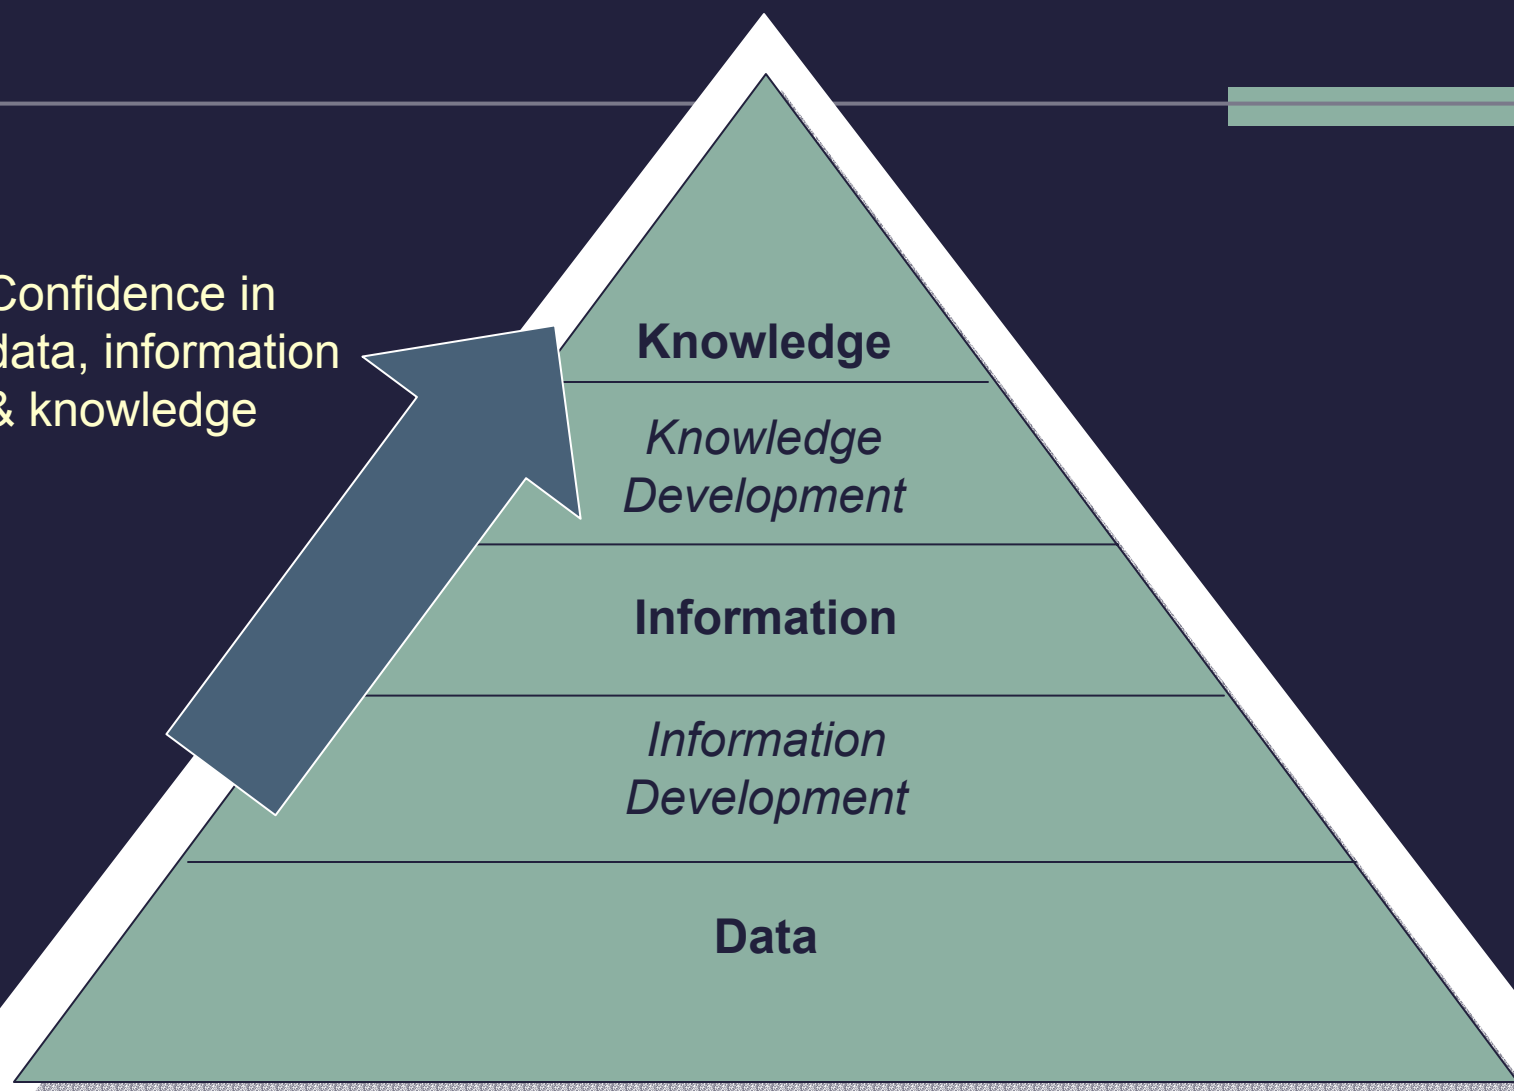 Confidence in
data, information
& knowledge
Knowledge
Knowledge
Development
Information
Information
Development
Data